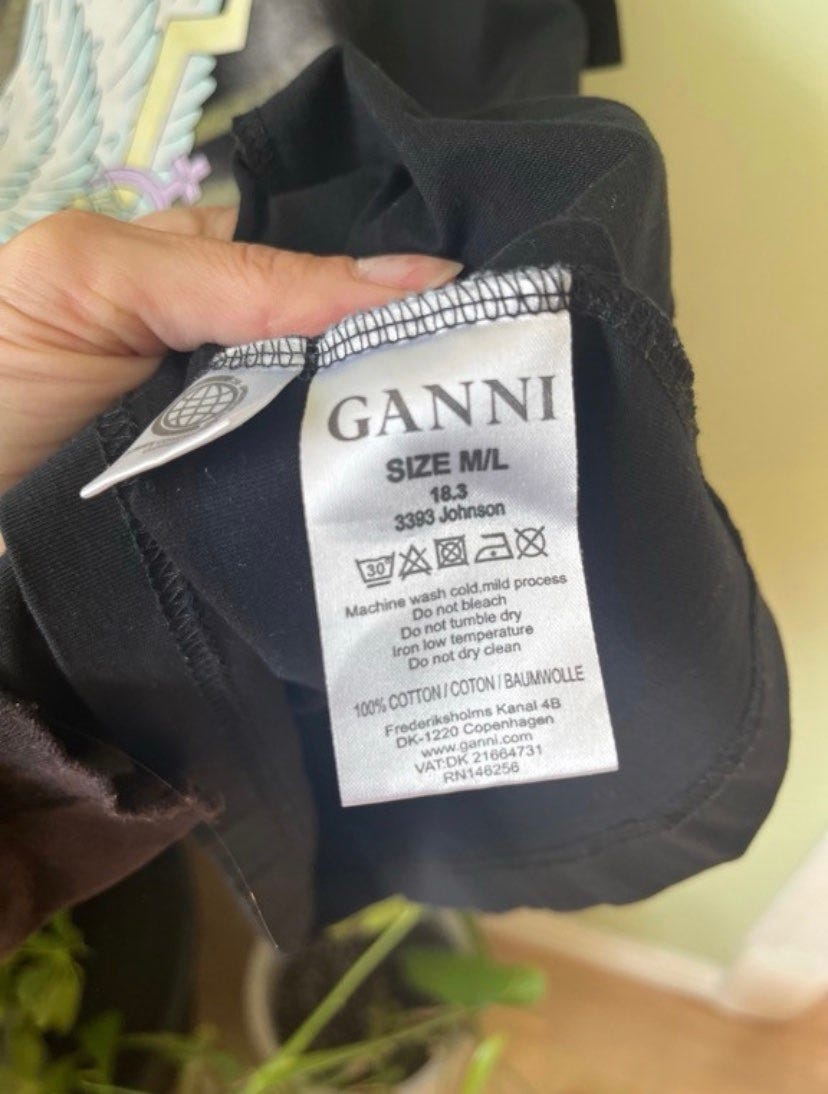 GANNI
SIZE M/L
18.3
3393 Johnson
30°
Machine wash cold,mild process
Do not bleach
Do not tumble dry
Iron low temperature
Do not dry clean
100% COTTON / COTON / BAUMWOLLE
Frederiksholms Kanal 4B
DK-1220 Copenhagen
www.ganni.com
VAT:DK 21664731
RN146256